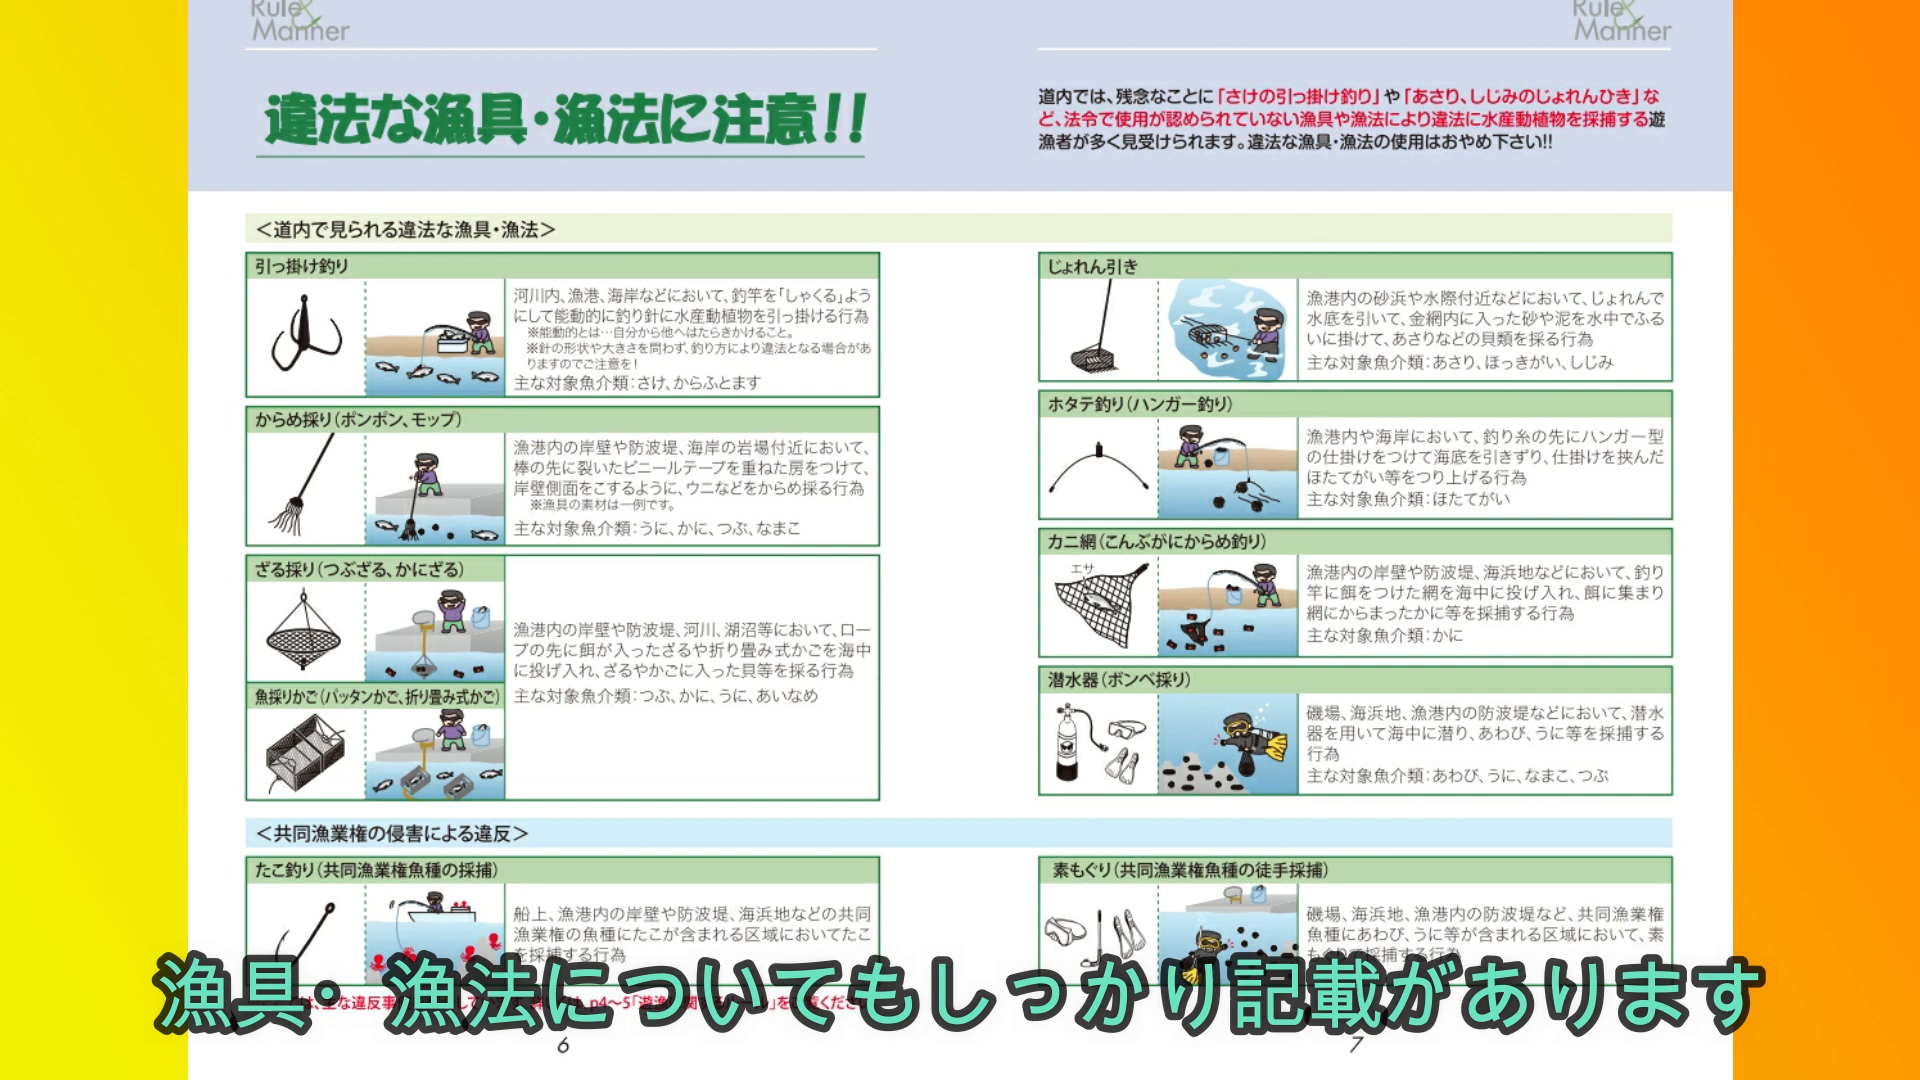 Rule & Manner
違法な漁具・漁法に注意!!
<道内で見られる違法な漁具・漁法>
引っ掛け釣り
河川内、漁港、海岸などにおいて、釣竿を「しゃくる」よう
にして能動的に釣り針に水産動植物を引っ掛ける行為
※能動的とは…自分から他へはたらきかけること。
※針の形状や大きさを問わず、釣り方により違法となる場合があ
りますのでご注意を!
主な対象魚介類:さけ、からふとます
からめ採り(ポンポン、モップ)
漁港内の岸壁や防波堤、海岸の岩場付近において、
棒の先に裂いたビニールテープを重ねた房をつけて、
岸壁側面をこするように、ウニなどをからめ採る行為
※漁具の素材は一例です。
主な対象魚介類:うに、かに、つぶ、なまこ
ざる採り(つぶざる、かにざる)
魚採りかご(パッタンかご、折り畳み式かご)
漁港内の岸壁や防波堤、河川、湖沼等において、ロー
プの先に餌が入ったざるや折り畳み式かごを海中
に投げ入れ、ざるやかごに入った貝等を採る行為
主な対象魚介類:つぶ、かに、うに、あいなめ
<共同漁業権の侵害による違反>
たこ釣り(共同漁業権魚種の採捕)
船上、漁港内の岸壁や防波堤、海浜地などの共同
漁業権の魚種にたこが含まれる区域においてたこ
を採捕する行為
6
Rule & Manner
道内では、残念なことに「さけの引っ掛け釣り」や「あさり、しじみのじょれんひき」な
ど、法令で使用が認められていない漁具や漁法により違法に水産動植物を採捕する遊
漁者が多く見受けられます。違法な漁具・漁法の使用はおやめ下さい!!
じょれん引き
漁港内の砂浜や水際付近などにおいて、じょれんで
水底を引いて、金網内に入った砂や泥を水中でふる
いに掛けて、あさりなどの貝類を採る行為
主な対象魚介類:あさり、ほっきがい、しじみ
ホタテ釣り(ハンガー釣り)
漁港内や海岸において、釣り糸の先にハンガー型
の仕掛けをつけて海底を引きずり、仕掛けを挟んだ
ほたてがい等をつり上げる行為
主な対象魚介類:ほたてがい
カニ網(こんぶがにからめ釣り)
エサ
漁港内の岸壁や防波堤、海浜地などにおいて、釣り
竿に餌をつけた網を海中に投げ入れ、餌に集まり
網にからまったかに等を採捕する行為
主な対象魚介類:かに
潜水器(ボンベ採り)
磯場、海浜地、漁港内の防波堤などにおいて、潜水
器を用いて海中に潜り、あわび、うに等を採捕する
行為
主な対象魚介類:あわび、うに、なまこ、つぶ
素もぐり(共同漁業権魚種の徒手採捕)
磯場、海浜地、漁港内の防波堤など、共同漁業権
魚種にあわび、うに等が含まれる区域において、素
もぐりで採捕する行為
7
漁具・漁法についてもしっかり記載があります